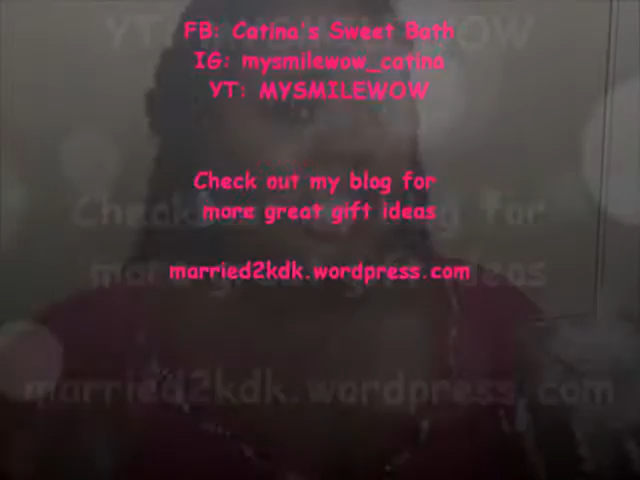 FB: Catina's Sweet Bath
IG: mysmilewow_catina
YT: MYSMILEWOW
Check out my blog for
more great gift ideas
married2kdk.wordpress.com